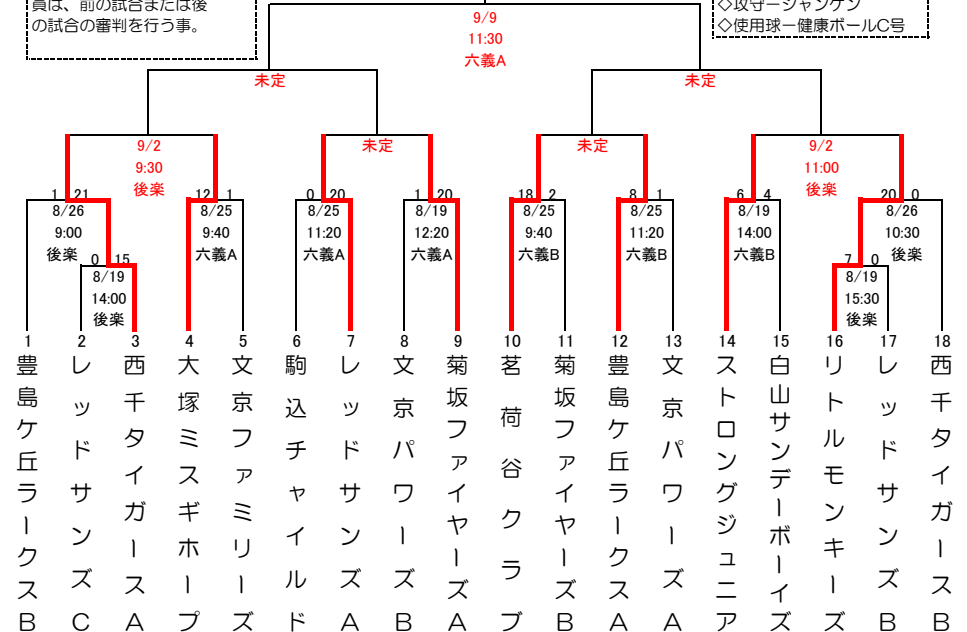 員は、前の試合または後
の試合の審判を行う事。
◇攻守ージャンケン
◇使用球ー健康ボールC号
9/9
11:30
六義A
未定
未定
9/2
9:30
後楽
未定
未定
9/2
11:00
後楽
1 21
8/26
9:00
後楽
12 1
8/25
9:40
六義A
0 20
8/25
11:20
六義A
1 20
8/19
12:20
六義A
18 2
8/25
9:40
六義B
8 1
8/25
11:20
六義B
6 4
8/19
14:00
六義B
20 0
8/26
10:30
後楽
0 15
8/19
14:00
後楽
7 0
8/19
15:30
後楽
1 豊島ケ丘ラークスB
2 レッドサンズC
3 西千タイガースA
4 大塚ミスギホープ
5 文京ファミリーズ
6 駒込チャイルド
7 レッドサンズA
8 文京パワーズB
9 菊坂ファイヤーズA
10 茗荷谷クラブ
11 菊坂ファイヤーズB
12 豊島ケ丘ラークスA
13 文京パワーズA
14 ストロングジュニア
15 白山サンデーボーイズ
16 リトルモンキーズ
17 レッドサンズB
18 西千タイガースB